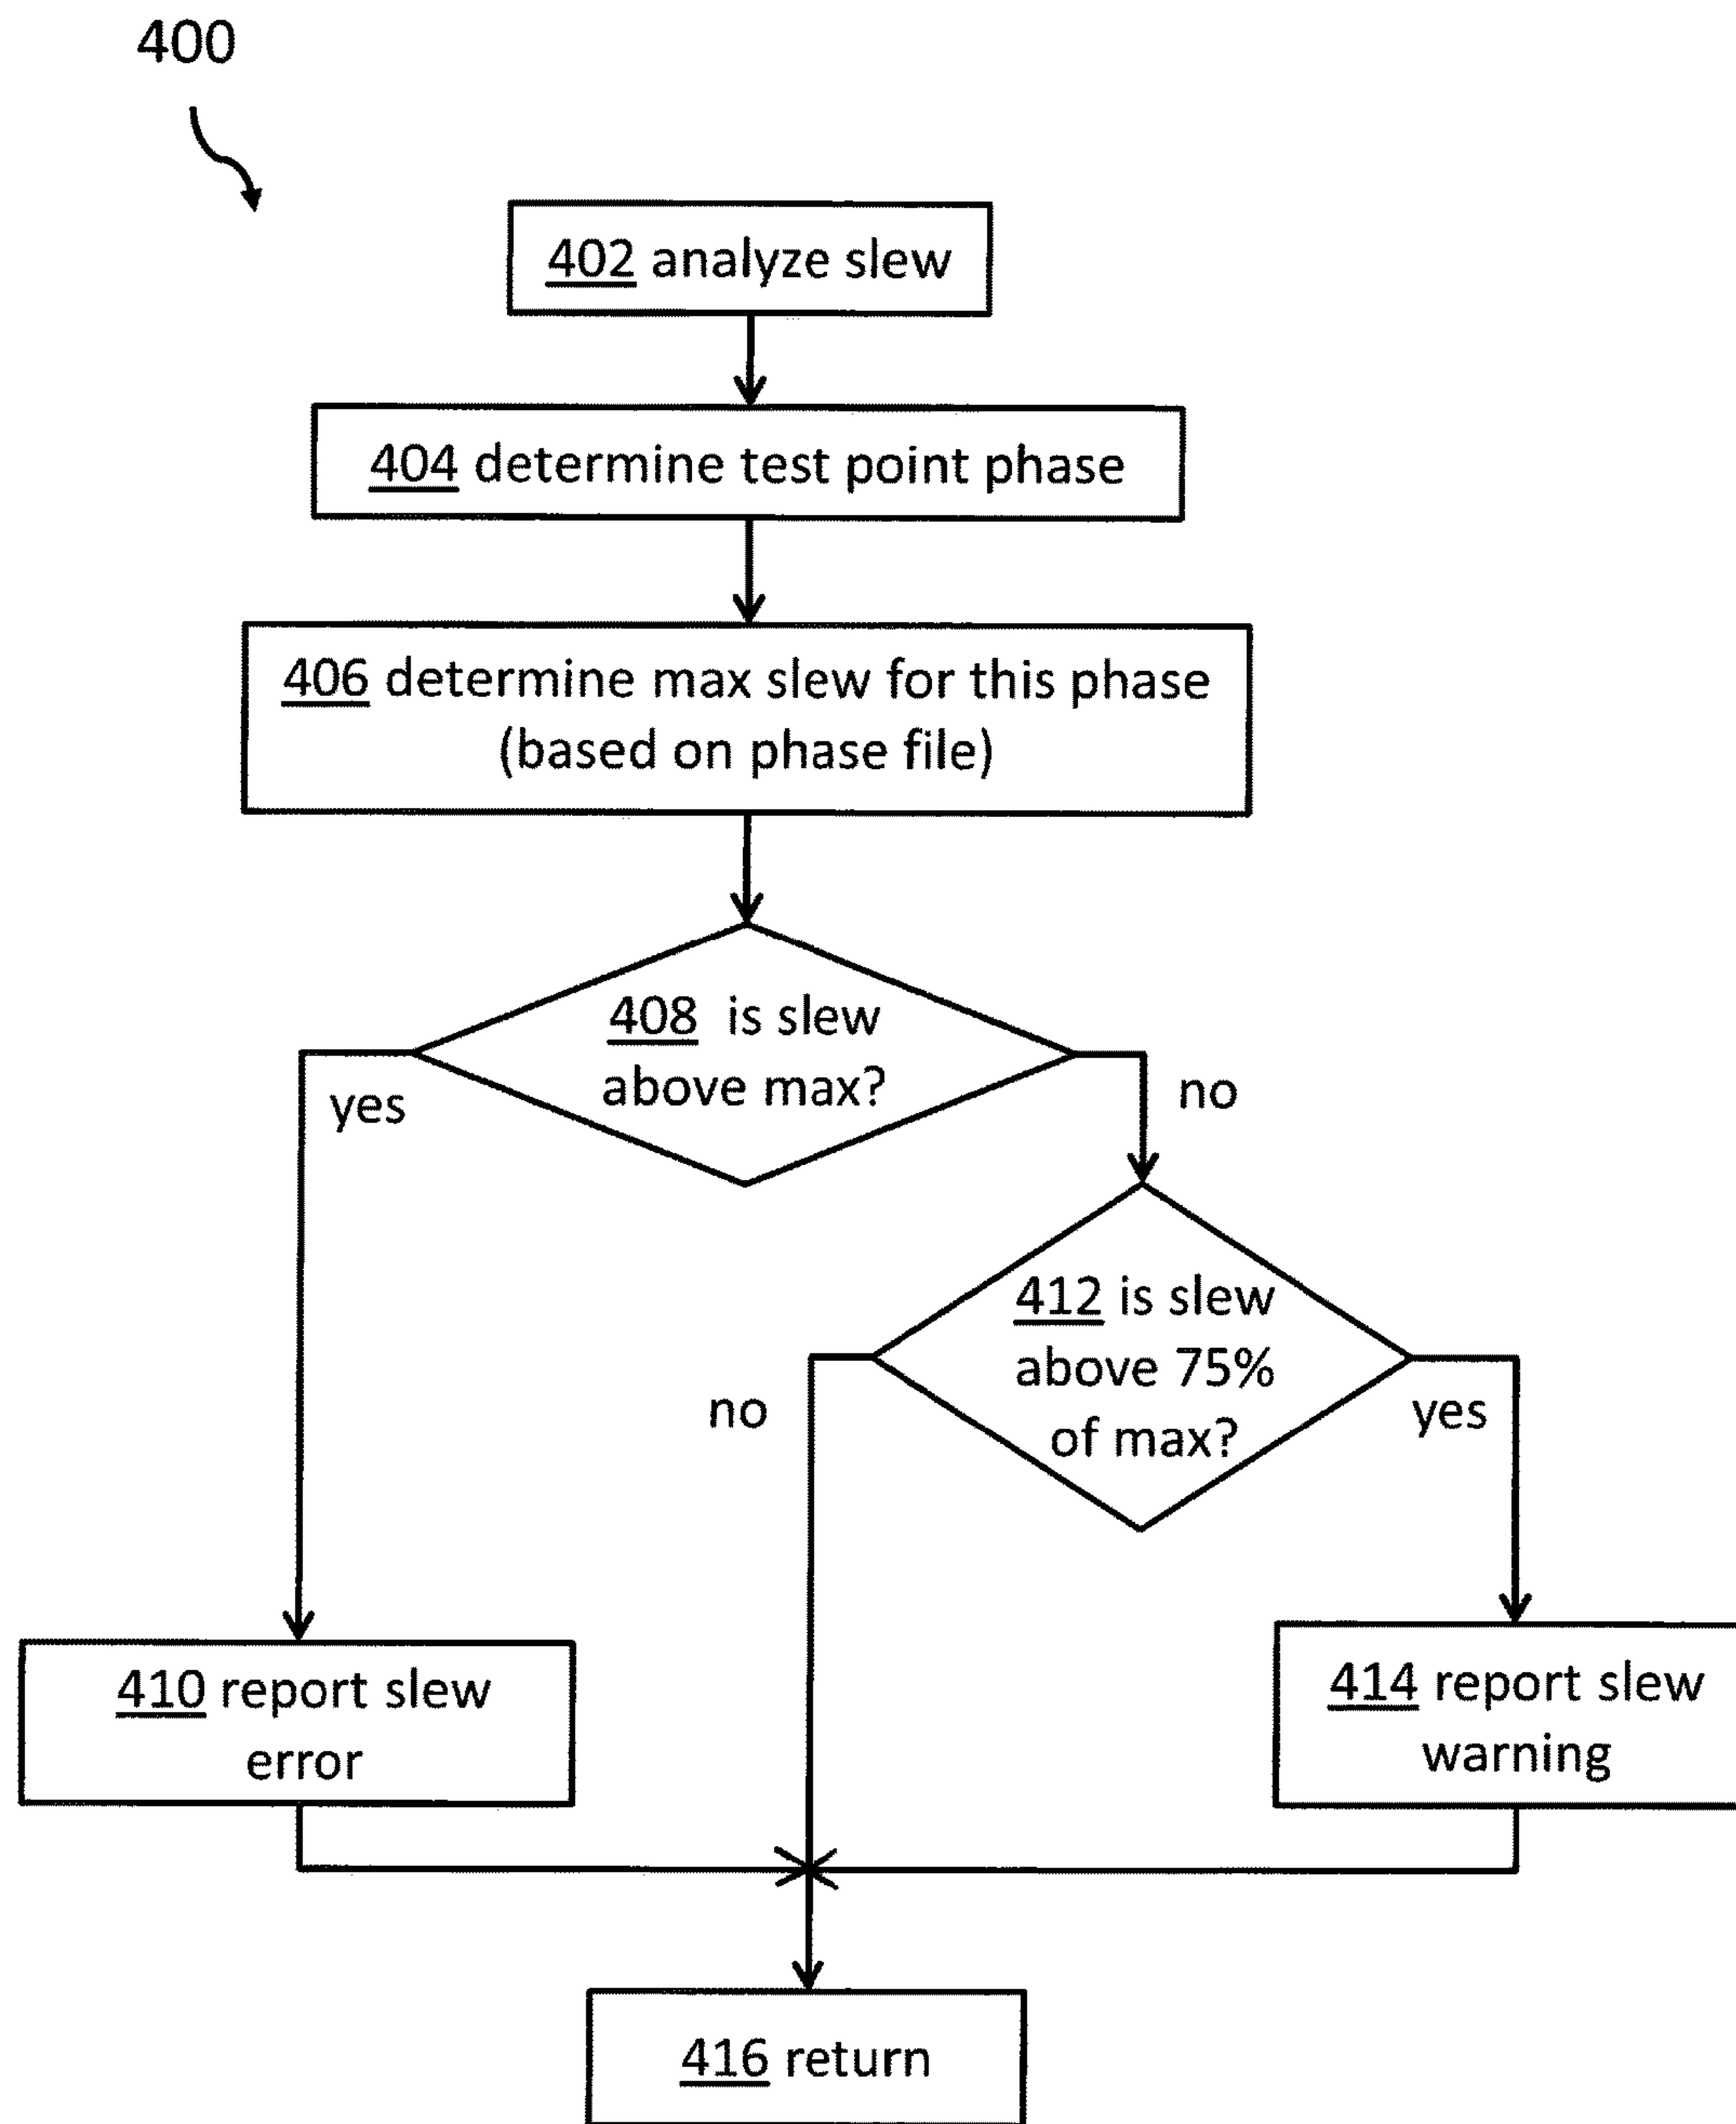 400
402 analyze slew
404 determine test point phase
406 determine max slew for this phase
(based on phase file)
408 is slew
above max?
yes
no
412 is slew
above 75%
of max?
no
yes
410 report slew
error
414 report slew
warning
416 return